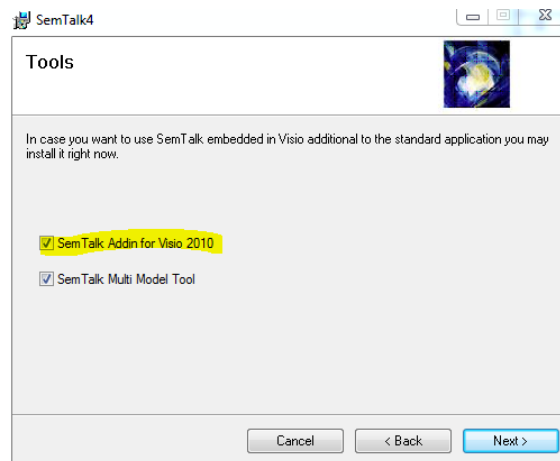 SemTalk4
Tools
In case you want to use SemTalk embedded in Visio additional to the standard application you may
install it right now.
SemTalk Addin for Visio 2010
SemTalk Multi Model Tool
Cancel
< Back
Next >